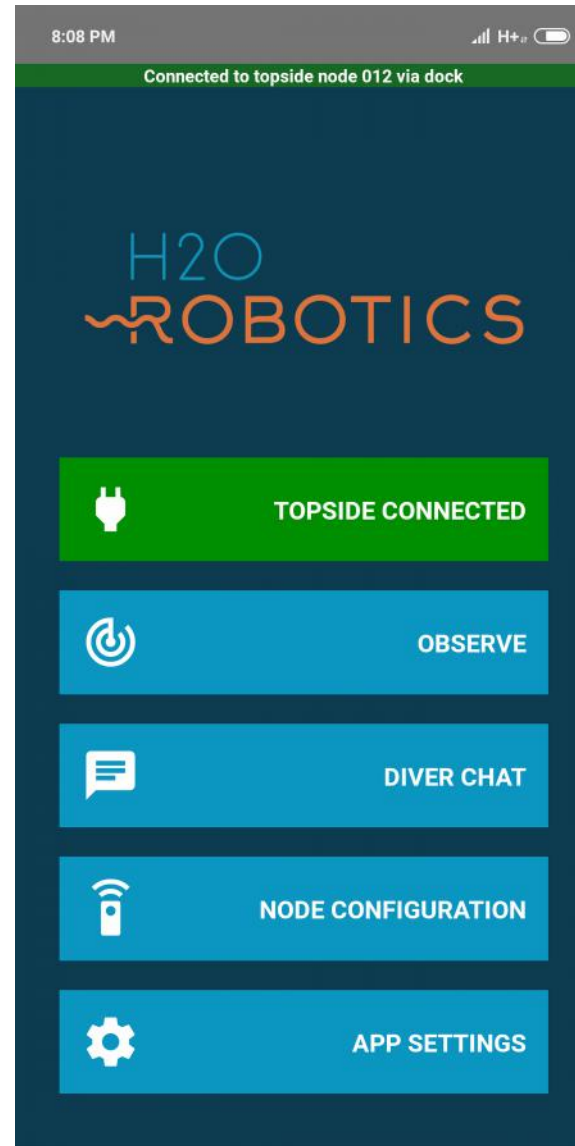 8:08 PM H+
Connected to topside node 012 via dock
H2O
ROBOTICS
TOPSIDE CONNECTED
OBSERVE
DIVER CHAT
NODE CONFIGURATION
APP SETTINGS